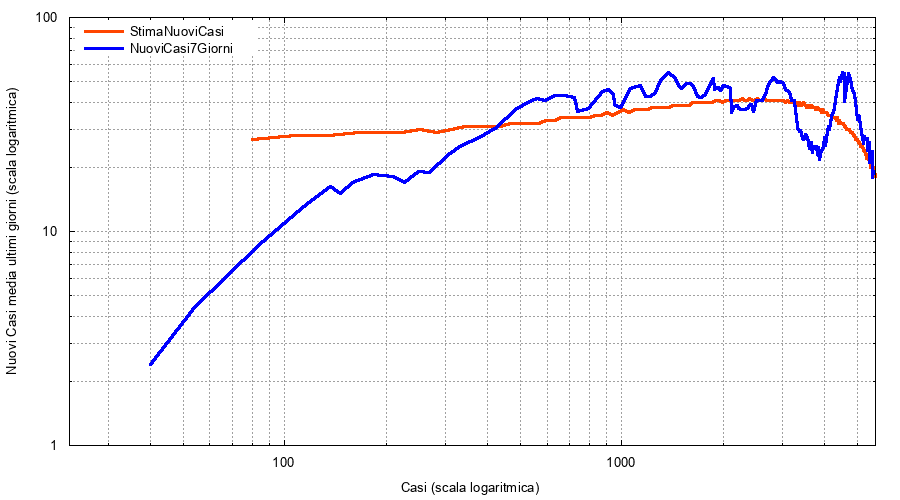 100
StimaNuoviCasi
NuoviCasi7Giorni
10
1
100
1000
Casi (scala logaritmica)
Nuovi Casi media ultimi giorni (scala logaritmica)